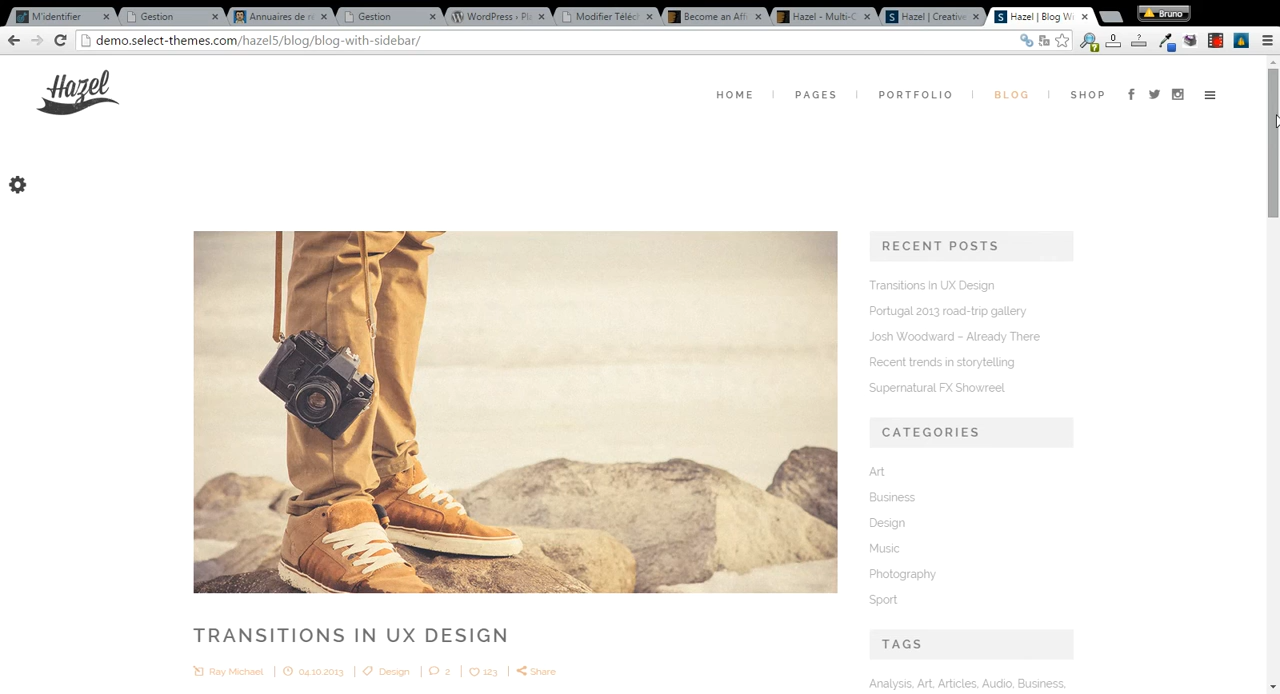 M'identifier
Gestion
Annuaires de
Gestion
WordPress
Modifier Téléch
Become an Aff
Hazel - Multi-C
Hazel | Creative
Hazel | Blog W
Bruno
demo.select-themes.com/hazel5/blog/blog-with-sidebar/
Hazel
HOME
PAGES
PORTFOLIO
BLOG
SHOP
RECENT POSTS
Transitions In UX Design
Portugal 2013 road-trip gallery
Josh Woodward – Already There
Recent trends in storytelling
Supernatural FX Showreel
CATEGORIES
Art
Business
Design
Music
Photography
Sport
TRANSITIONS IN UX DESIGN
Ray Michael | 04.10.2013 | Design | 2 | 123 | Share
TAGS
Analysis, Art, Articles, Audio, Business,